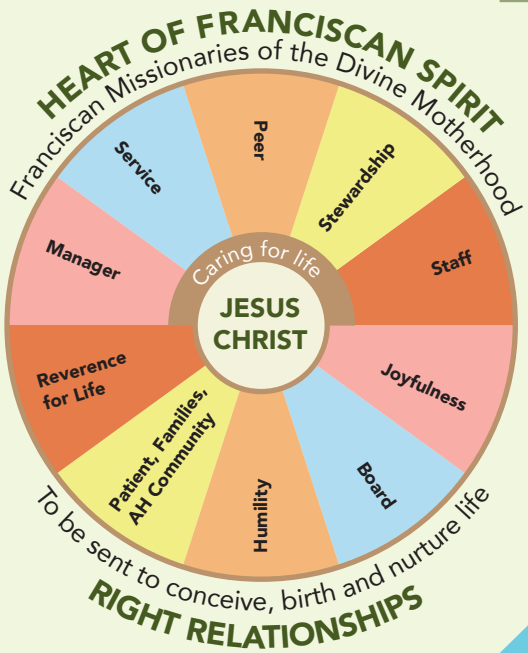 HEART OF FRANCISCAN SPIRIT
Franciscan Missionaries of the Divine Motherhood
Peer
Stewardship
Staff
Joyfulness
Board
Humility
Patient, Families,
AH Community
Reverence
for Life
Manager
Service
Caring for life
JESUS
CHRIST
To be sent to conceive, birth and nurture life
RIGHT RELATIONSHIPS